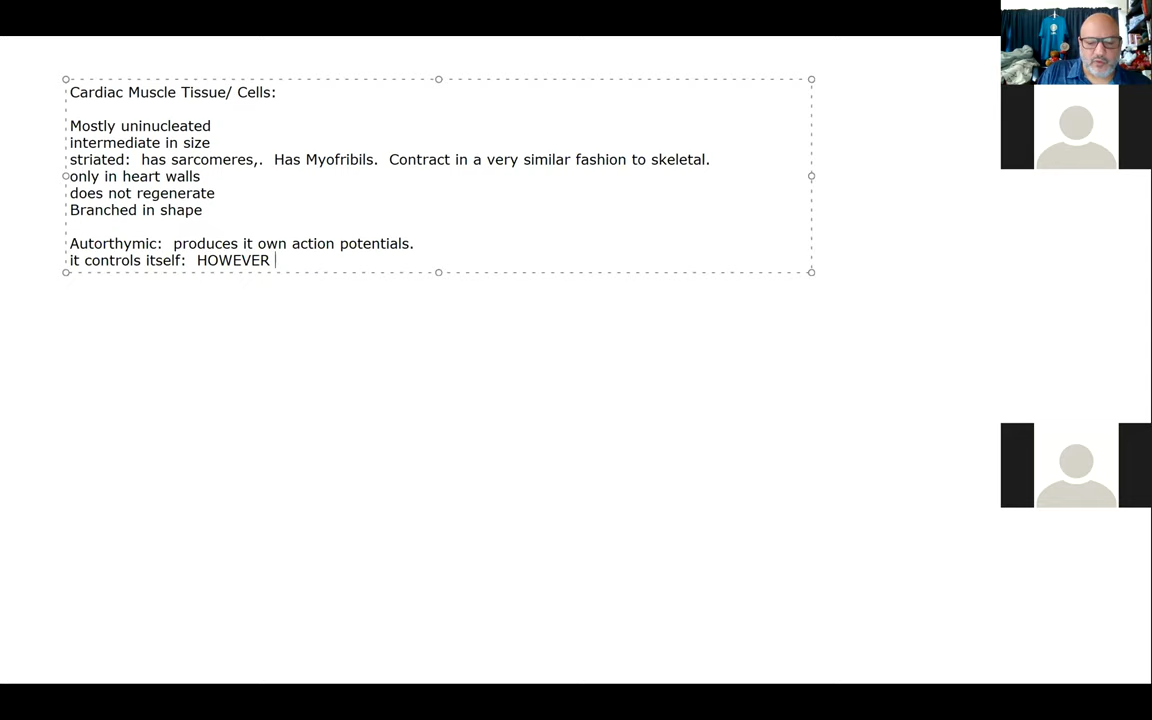 Cardiac Muscle Tissue/ Cells:
Mostly uninucleated
intermediate in size
striated:  has sarcomeres,.  Has Myofribils.  Contract in a very similar fashion to skeletal.
only in heart walls
does not regenerate
Branched in shape
Autorthymic:  produces it own action potentials.
it controls itself:  HOWEVER